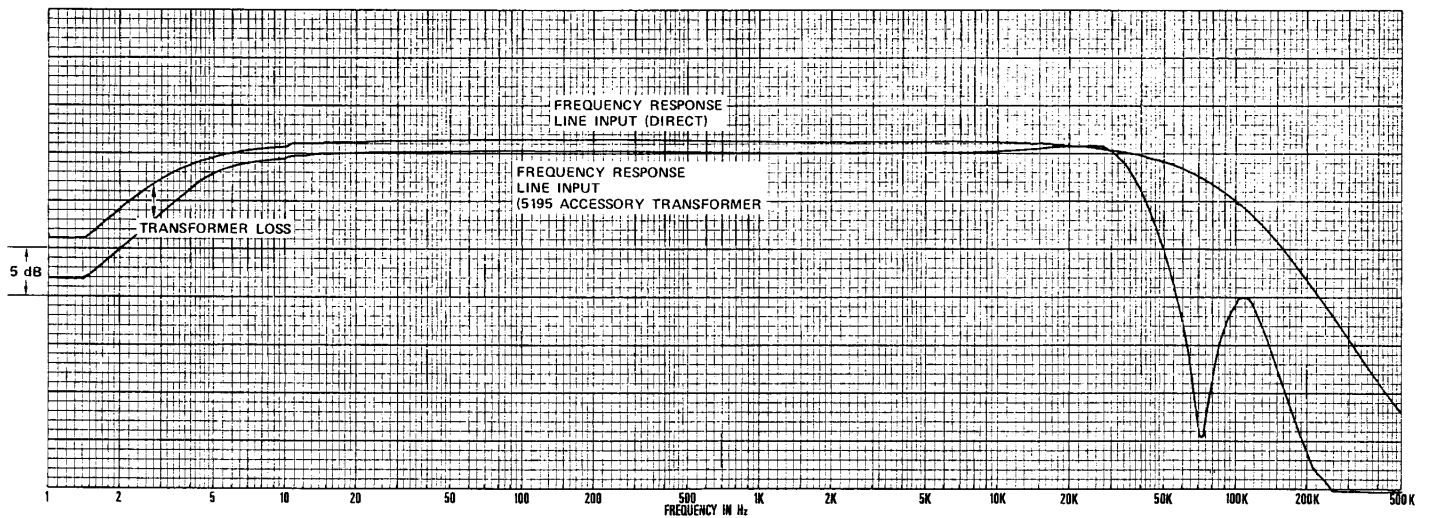 FREQUENCY RESPONSE
LINE INPUT (DIRECT)
FREQUENCY RESPONSE
LINE INPUT
(5195 ACCESSORY TRANSFORMER
TRANSFORMER LOSS
5 dB
1 2 5 10 20 50 100 200 500 1K 2K 5K 10K 20K 50K 100K 200K 500K
FREQUENCY IN Hz